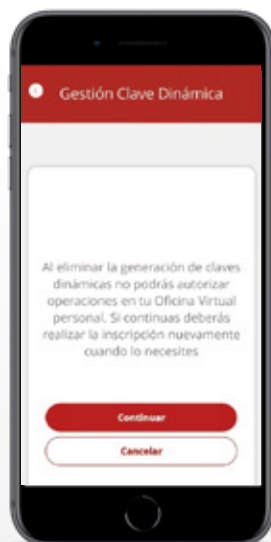 Gestión Clave Dinámica
Al eliminar la generación de claves
dinámicas no podrás autorizar
operaciones en tu Oficina Virtual
personal. Si continuas deberás
realizar la inscripción nuevamente
cuando lo necesites
Continuar
Cancelar